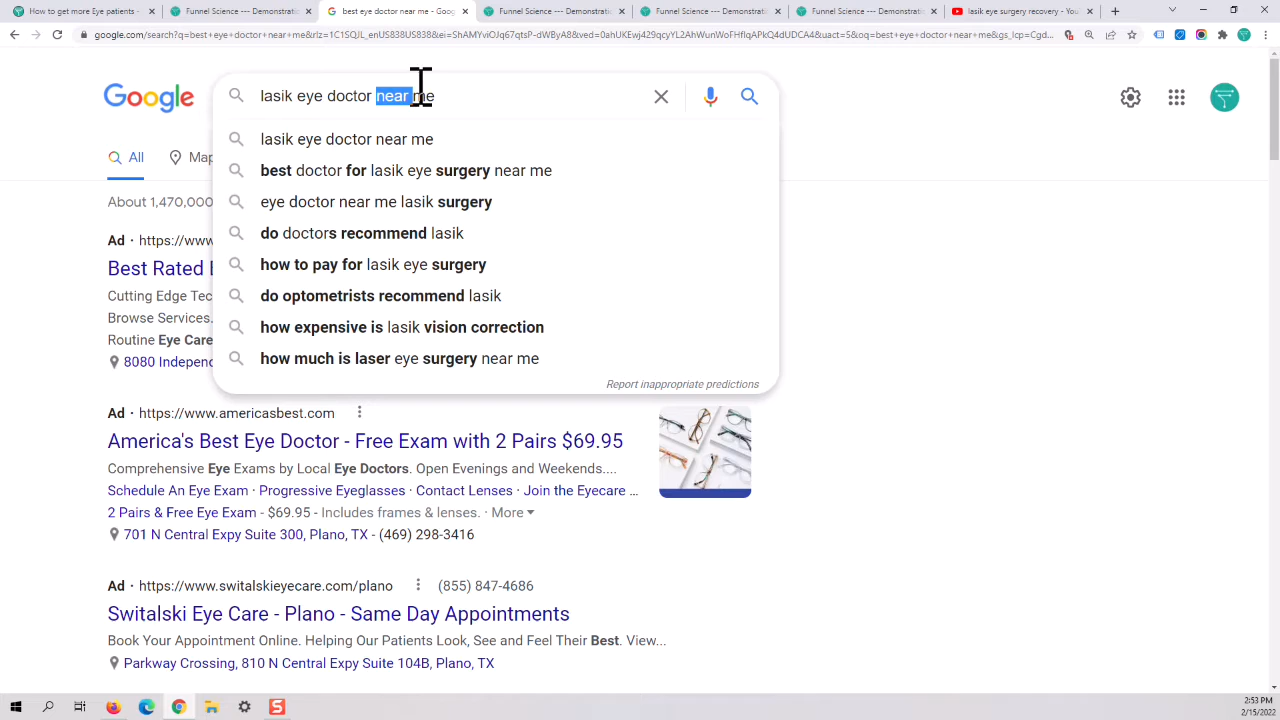 How to get more Eye patients -
Funnel Science --- Demonstratio
best eye doctor near me - Goog
Funnel Science --- Demonstratio
Funnel Science --- Demonstratio
Funnel Science --- Demonstratio
lasik eye surgery recovery - You
google.com/search?q=best+eye+doctor+near+me&rlz=1C1SQJL_enUS838US838&ei=ShAMYviOJq67qtsP-dWByA8&ved=0ahUKEwj429qcyYL2AhWunWoFHflqAPkQ4dUDCA4&uact=5&oq=best+eye+doctor+near+me&gs_lcp=Cgd...
Google
lasik eye doctor near me
lasik eye doctor near me
best doctor for lasik eye surgery near me
eye doctor near me lasik surgery
do doctors recommend lasik
how to pay for lasik eye surgery
do optometrists recommend lasik
how expensive is lasik vision correction
how much is laser eye surgery near me
Report inappropriate predictions
All
Map
About 1,470,000
Ad · https://www
Best Rated
Cutting Edge Tec
Browse Services.
Routine Eye Care
8080 Indepen
Ad · https://www.americasbest.com
America's Best Eye Doctor - Free Exam with 2 Pairs $69.95
Comprehensive Eye Exams by Local Eye Doctors. Open Evenings and Weekends....
Schedule An Eye Exam · Progressive Eyeglasses · Contact Lenses · Join the Eyecare ...
2 Pairs & Free Eye Exam - $69.95 - Includes frames & lenses. · More
701 N Central Expy Suite 300, Plano, TX - (469) 298-3416
Ad · https://www.switalskieyecare.com/plano (855) 847-4686
Switalski Eye Care - Plano - Same Day Appointments
Book Your Appointment Online. Helping Our Patients Look, See and Feel Their Best. View...
Parkway Crossing, 810 N Central Expy Suite 104B, Plano, TX
2:53 PM
2/15/2022